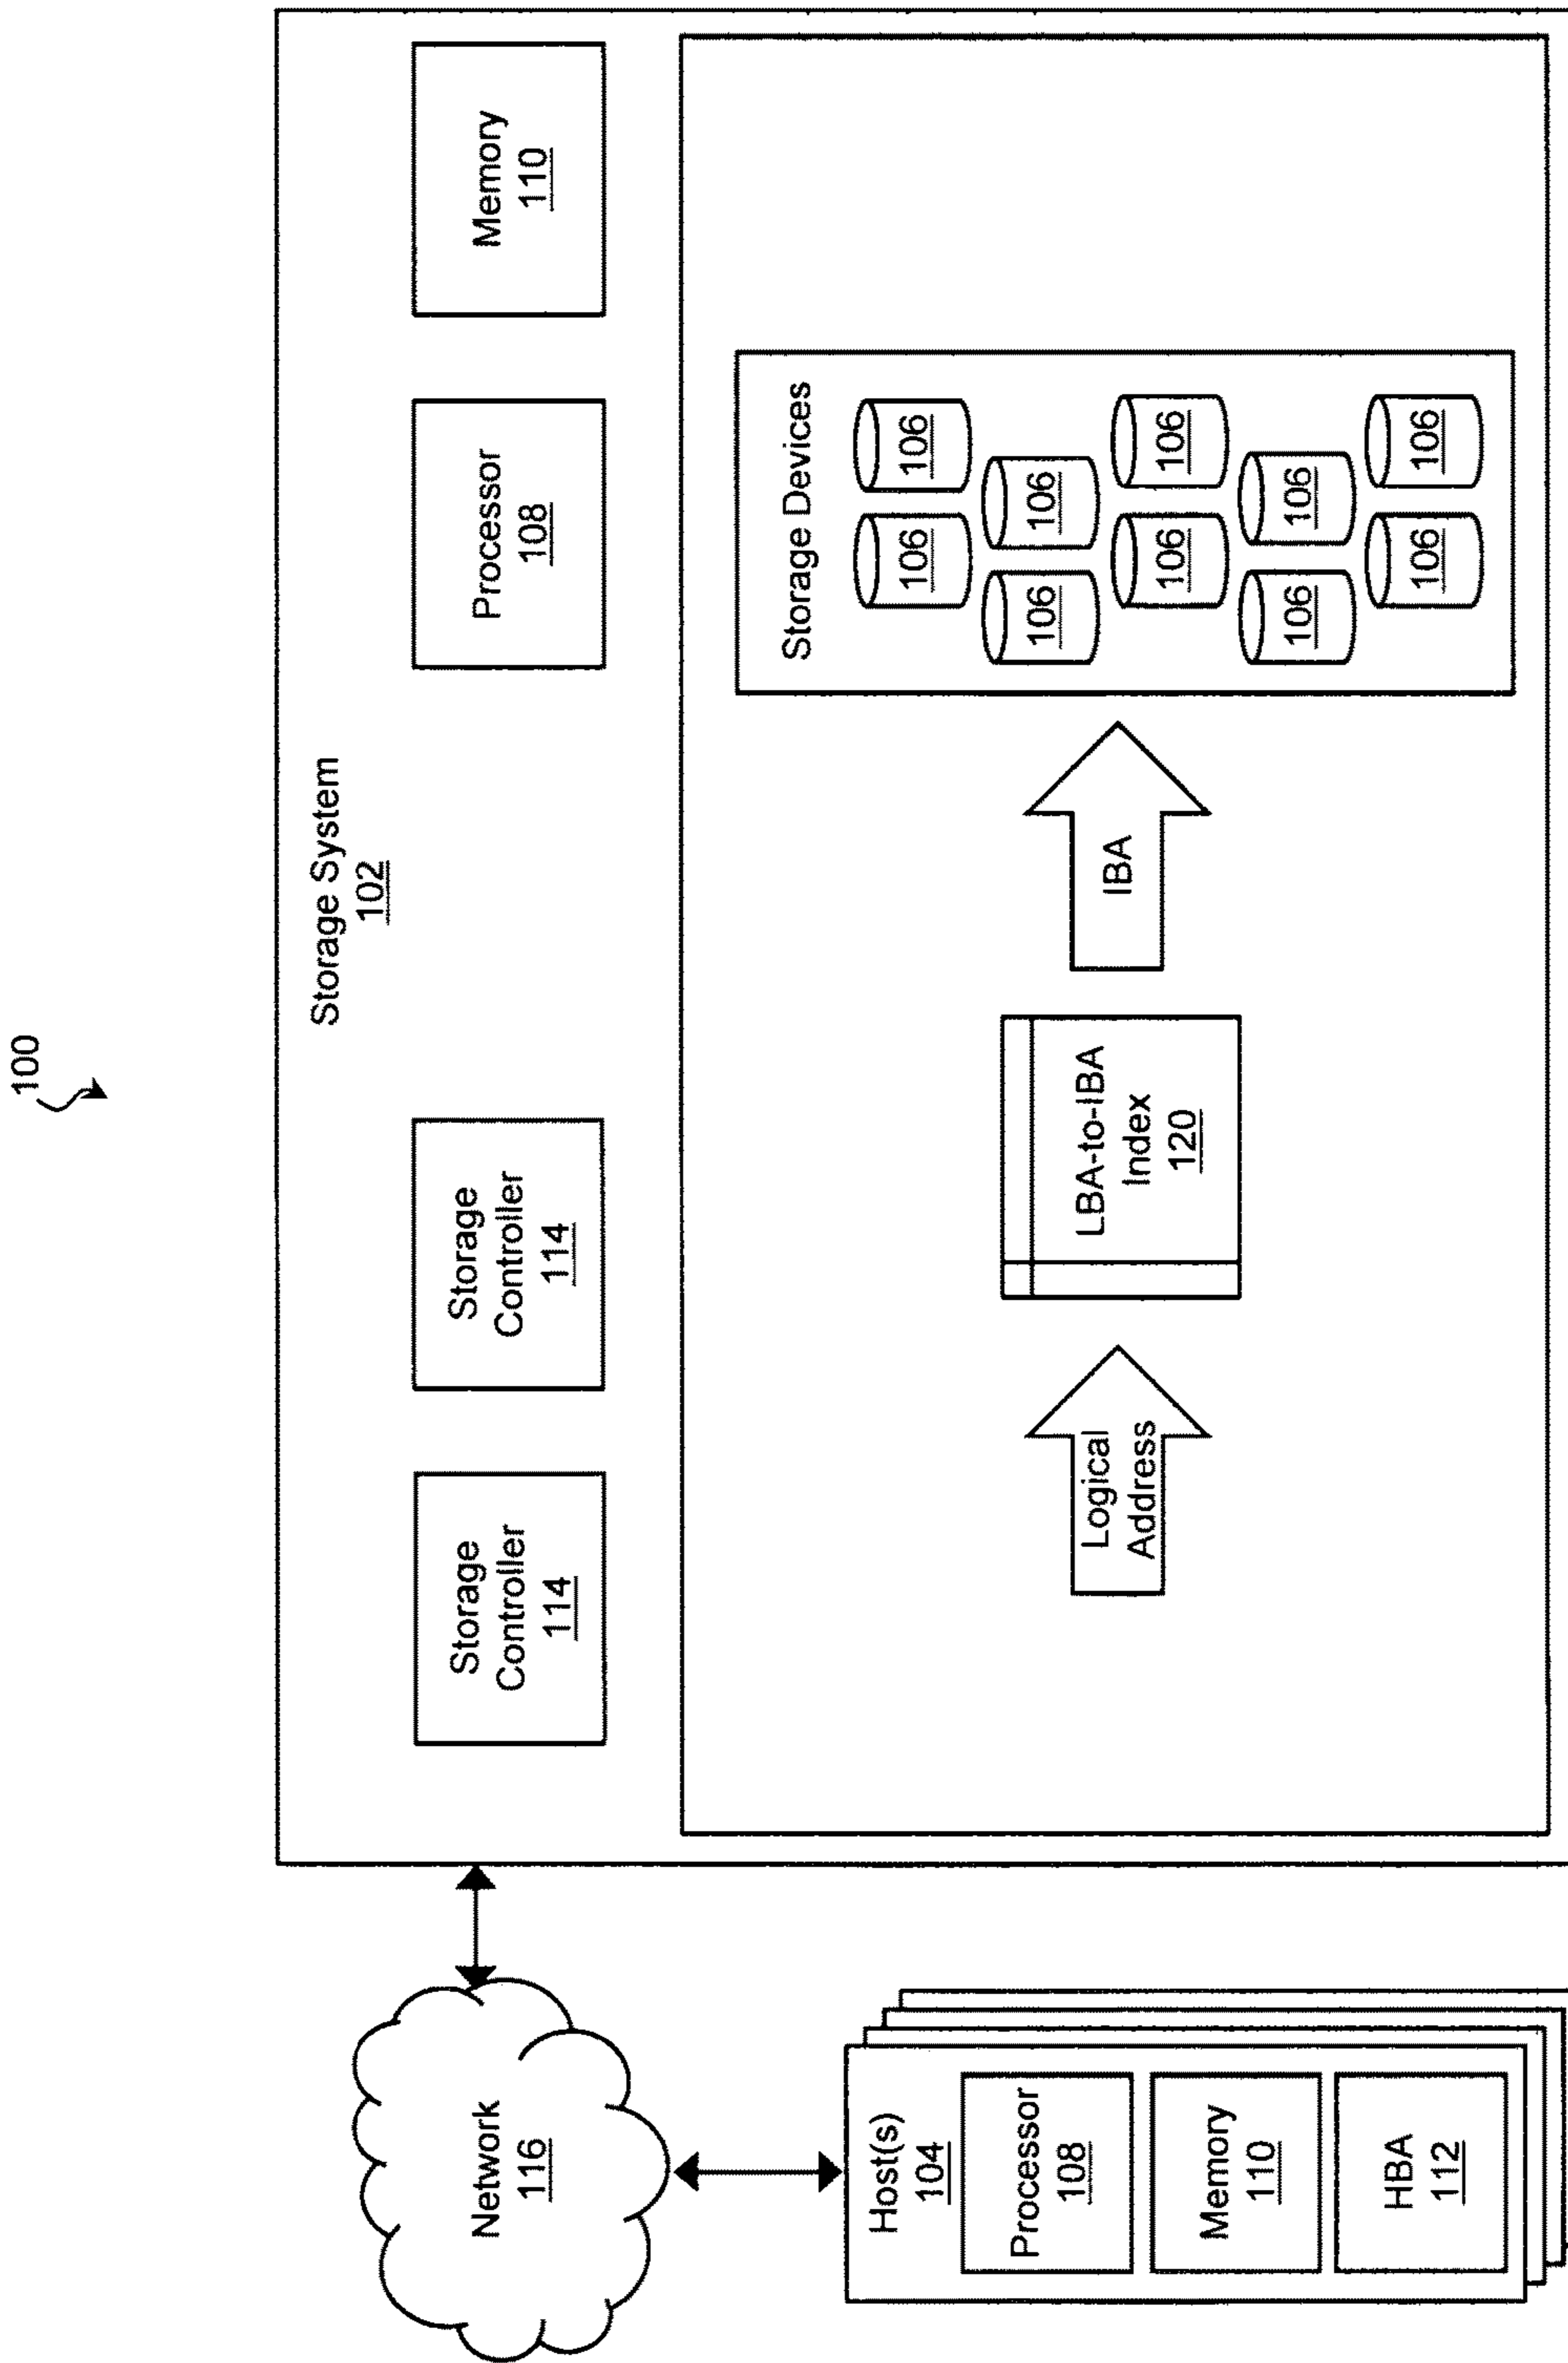 100
Storage System
102
Storage
Controller
114
Storage
Controller
114
Processor
108
Memory
110
Network
116
Host(s)
104
Processor
108
Memory
110
HBA
112
Logical
Address
LBA-to-IBA
Index
120
IBA
Storage Devices
106
106
106
106
106
106
106
106
106
106